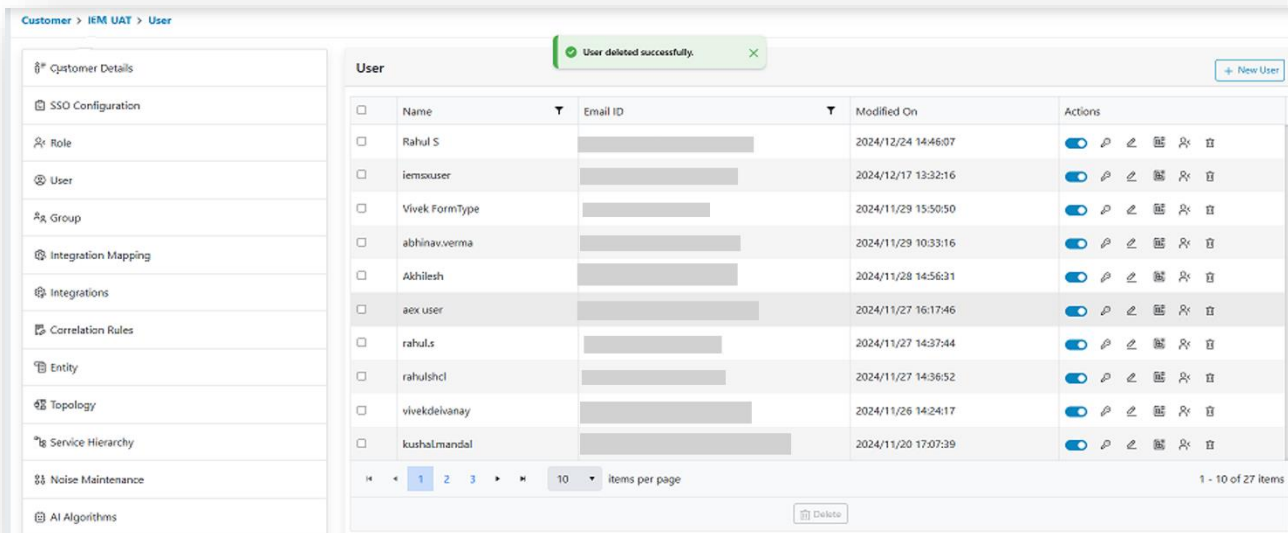 Customer > IEM UAT > User
User deleted successfully.
Customer Details
SSO Configuration
Role
User
Group
Integration Mapping
Integrations
Correlation Rules
Entity
Topology
Service Hierarchy
Noise Maintenance
AI Algorithms
User
+ New User
Name Email ID Modified On Actions
Rahul S 2024/12/24 14:46:07
iemsxuser 2024/12/17 13:32:16
Vivek FormType 2024/11/29 15:50:50
abhinav.verma 2024/11/29 10:33:16
Akhilesh 2024/11/28 14:56:31
aex user 2024/11/27 16:17:46
rahul.s 2024/11/27 14:37:44
rahulshcl 2024/11/27 14:36:52
vivekdeivanay 2024/11/26 14:24:17
kushal.mandal 2024/11/20 17:07:39
1 2 3 10 items per page 1 - 10 of 27 items
Delete